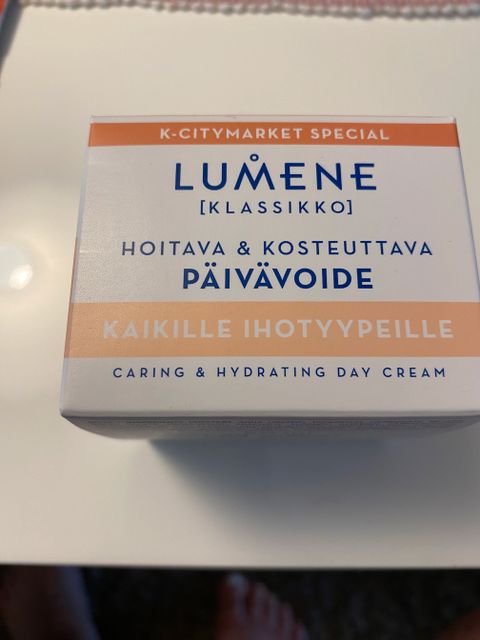 K-CITYMARKET SPECIAL
LUMENE
[KLASSIKKO]
HOITAVA & KOSTEUTTAVA
PÄIVÄVOIDE
KAIKILLE IHOTYYPEILLE
CARING & HYDRATING DAY CREAM